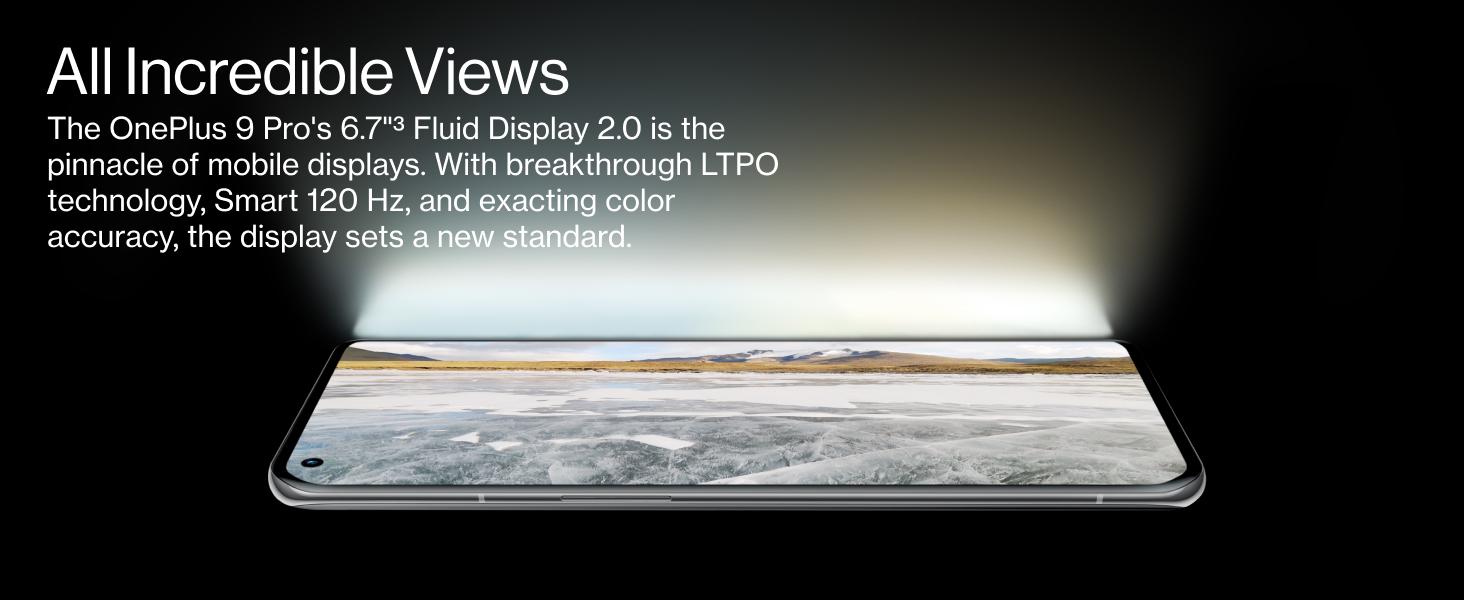 All Incredible Views
The OnePlus 9 Pro's 6.7"³ Fluid Display 2.0 is the
pinnacle of mobile displays. With breakthrough LTPO
technology, Smart 120 Hz, and exacting color
accuracy, the display sets a new standard.